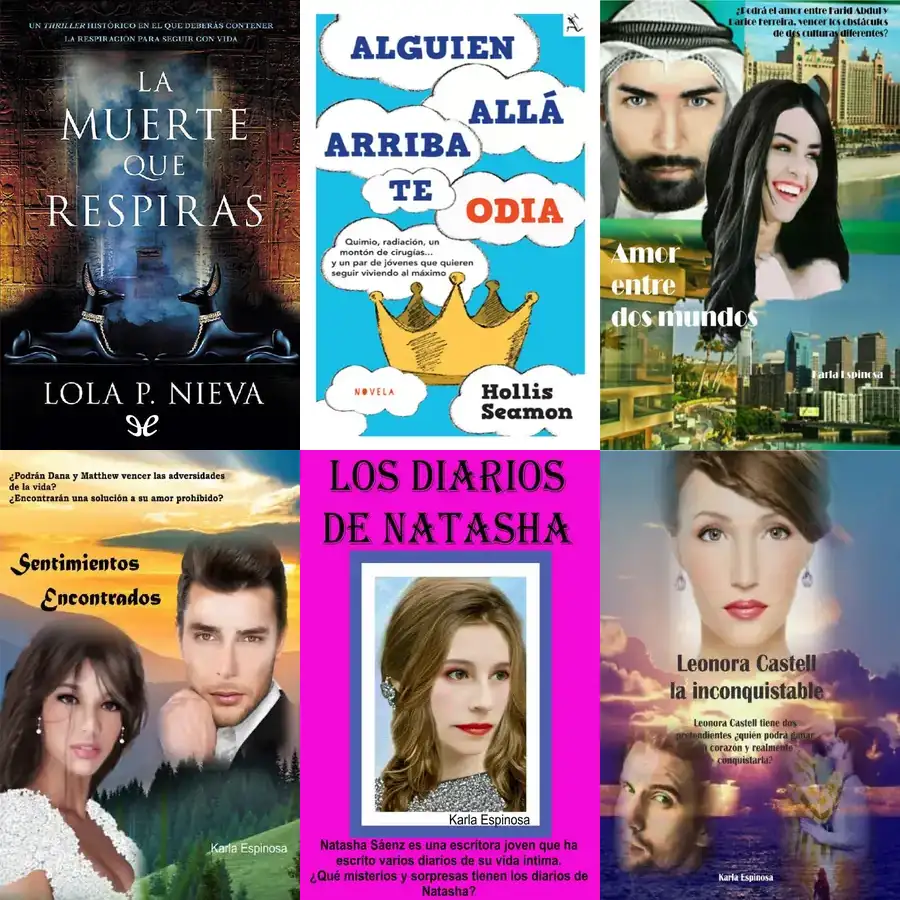 UN THRILLER HISTÓRICO EN EL QUE DEBERÁS CONTENER
LA RESPIRACIÓN PARA SEGUIR CON VIDA
LA
MUERTE
QUE
RESPIRAS
LOLA P. NIEVA
ALGUIEN
ALLÁ
ARRIBA
TE
ODIA
Quimio, radiación, un
montón de cirugías...
y un par de jóvenes que quieren
seguir viviendo al máximo
NOVELA
Hollis
Seamon
¿Podrá el amor entre Farid Abdul y
Darice Ferreira, vencer los obstáculos
de dos culturas diferentes?
Amor
entre
dos mundos
Karla Espinosa
¿Podrán Dana y Matthew vencer las adversidades
de la vida?
¿Encontrarán una solución a su amor prohibido?
Sentimientos
Encontrados
Karla Espinosa
LOS DIARIOS
DE NATASHA
Karla Espinosa
Natasha Sáenz es una escritora joven que ha
escrito varios diarios de su vida intima.
¿Qué misterios y sorpresas tienen los diarios de
Natasha?
Leonora Castell
la inconquistable
Leonora Castell tiene dos
pretendientes ¿quién podrá ganar
corazón y realmente
conquistarla?
Karla Espinosa